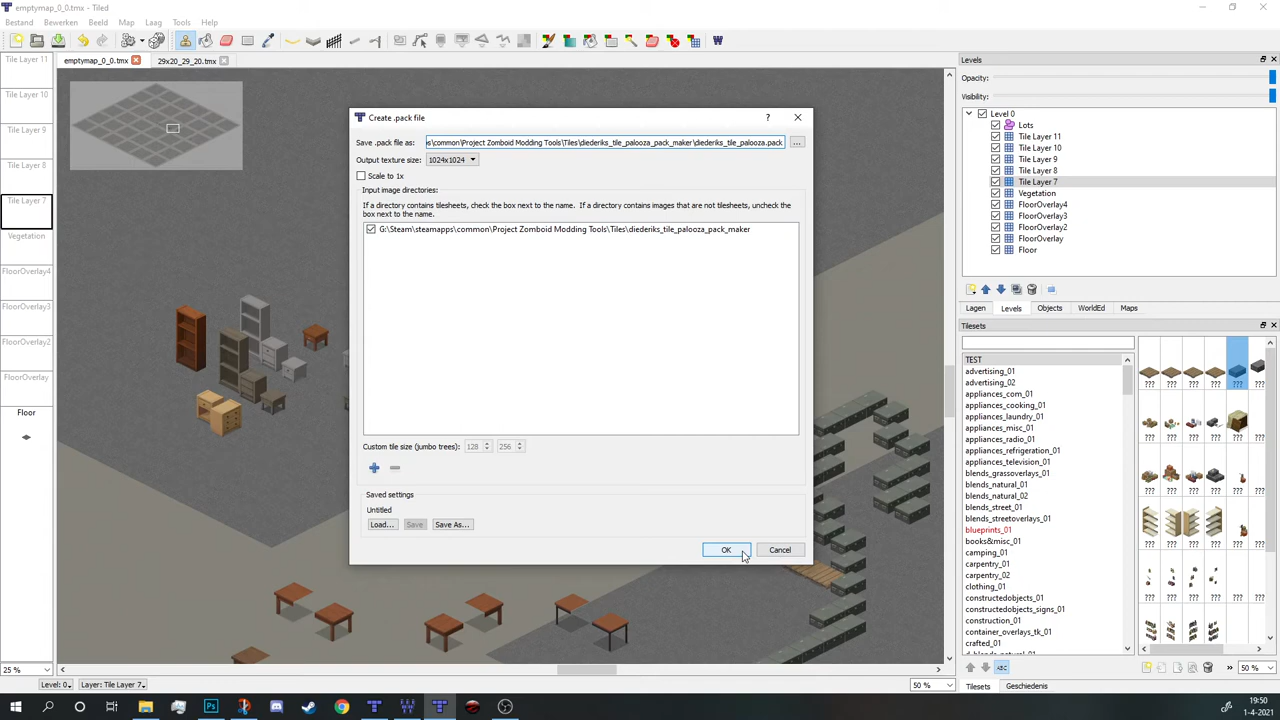 emptymap_0_0.tmx - Tiled
Bestand Bewerken Beeld Map Laag Tools Help
emptymap_0_0.tmx 29x20_29_20.tmx
Tile Layer 11
Tile Layer 10
Tile Layer 9
Tile Layer 8
Tile Layer 7
Vegetation
FloorOverlay4
FloorOverlay3
FloorOverlay2
FloorOverlay
Floor
25 %
Level: 0 Layer: Tile Layer 7
50 %
Create .pack file
?
Save .pack file as: s\common\Project Zomboid Modding Tools\Tiles\diederiks_tile_palooza_pack_maker\diederiks_tile_palooza.pack ...
Output texture size: 1024x1024
Scale to 1x
Input image directories:
If a directory contains tilesheets, check the box next to the name. If a directory contains images that are not tilesheets, uncheck the
box next to the name.
G:\Steam\steamapps\common\Project Zomboid Modding Tools\Tiles\diederiks_tile_palooza_pack_maker
Custom tile size (jumbo trees): 128 256
Saved settings
Untitled
Load... Save Save As...
OK Cancel
Levels
Opacity:
Visibility:
Level 0
Lots
Tile Layer 11
Tile Layer 10
Tile Layer 9
Tile Layer 8
Tile Layer 7
Vegetation
FloorOverlay4
FloorOverlay3
FloorOverlay2
FloorOverlay
Floor
Lagen Levels Objects WorldEd Maps
Tilesets
TEST
advertising_01
advertising_02
appliances_com_01
appliances_cooking_01
appliances_laundry_01
appliances_misc_01
appliances_radio_01
appliances_refrigeration_01
appliances_television_01
blends_grassoverlays_01
blends_natural_01
blends_natural_02
blends_street_01
blends_streetoverlays_01
blueprints_01
books&misc_01
camping_01
carpentry_01
carpentry_02
clothing_01
constructedobjects_01
constructedobjects_signs_01
container_overlays_tk_01
crafted_01
??? ??? ??? ??? ??? ???
??? ??? ??? ??? ???
??? ??? ??? ??? ???
??? ??? ??? ??? ???
??? ??? ??? ??? ???
??? ??? ??? ??? ???
ABC
50 %
Tilesets Geschiedenis
19:50
1-4-2021